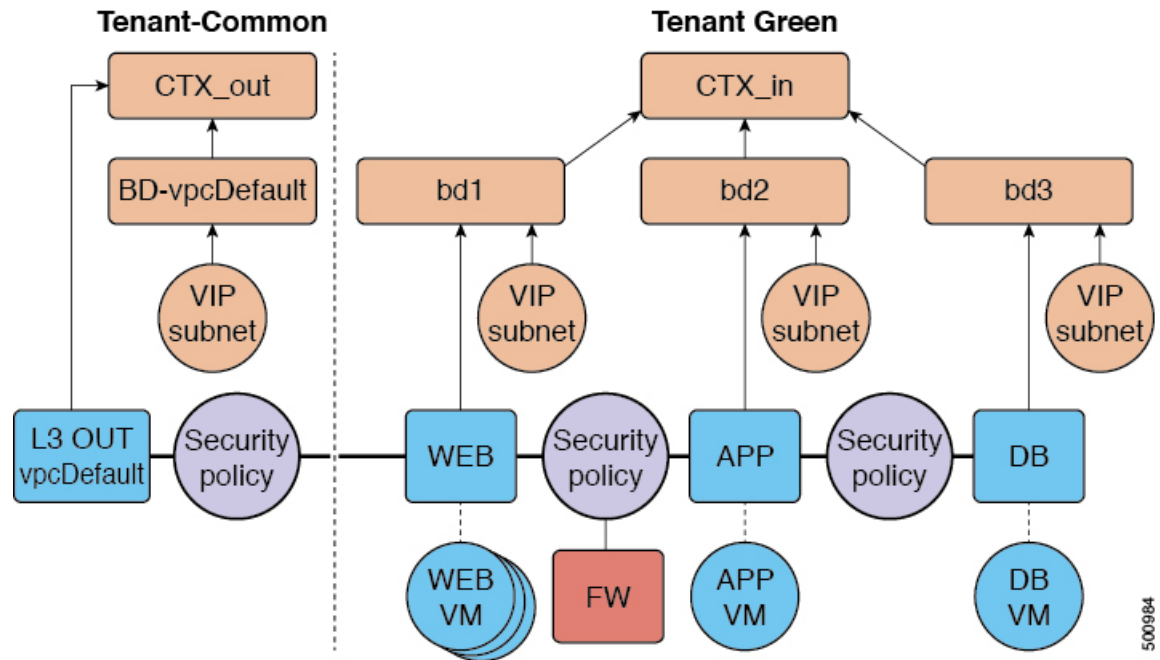 Tenant-Common
Tenant Green
CTX_out
CTX_in
BD-vpcDefault
bd1
bd2
bd3
VIP
subnet
VIP
subnet
VIP
subnet
VIP
subnet
L3 OUT
vpcDefault
Security
policy
WEB
Security
policy
APP
Security
policy
DB
WEB
VM
FW
APP
VM
DB
VM
500984